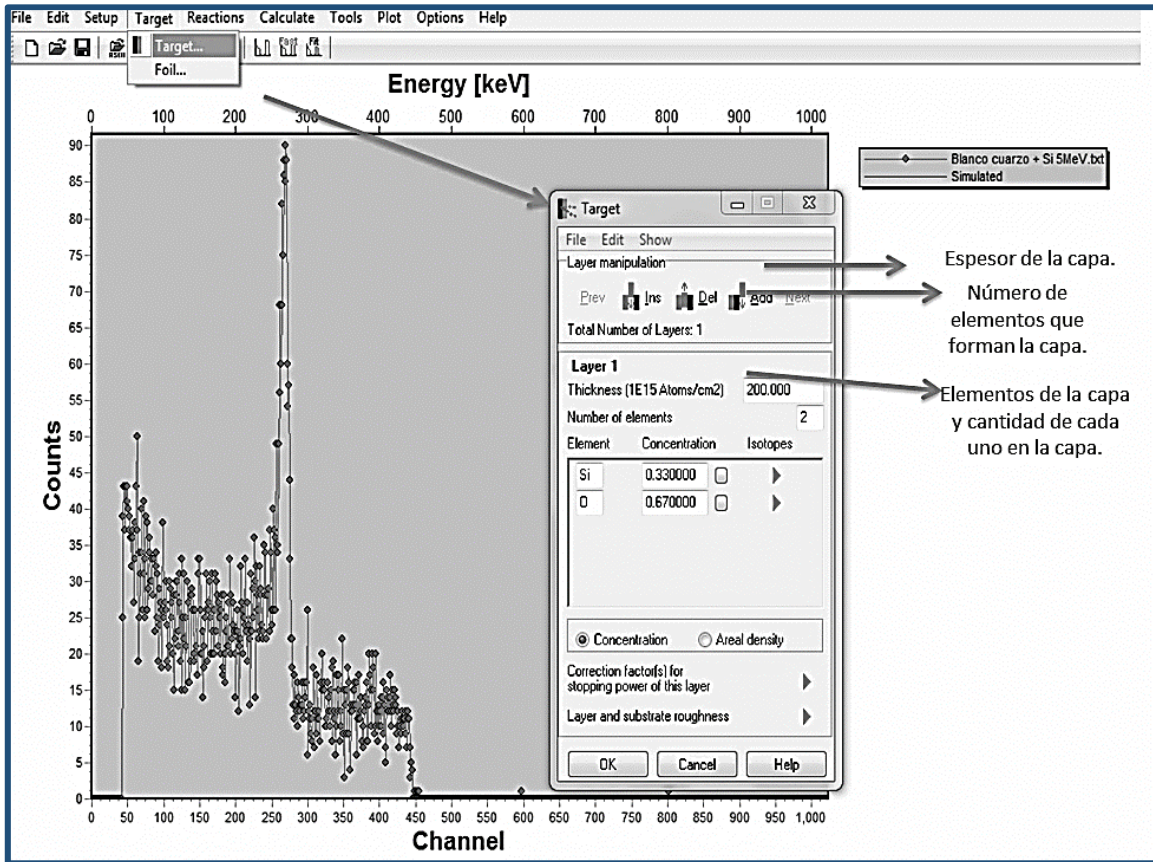 File Edit Setup Target Reactions Calculate Tools Plot Options Help
Target...
Foil...
Energy [keV]
0 100 200 300 400 500 600 700 800 900 1000
Counts
90
85
80
75
70
65
60
55
50
45
40
35
30
25
20
15
10
5
0
0 50 100 150 200 250 300 350 400 450 500 550 600 650 700 750 800 850 900 950 1,000
Channel
Blanco cuarzo + Si 5MeV.txt
Simulated
Target
File Edit Show
Layer manipulation
Prev Ins Del Add Next
Total Number of Layers: 1
Layer 1
Thickness (1E15 Atoms/cm2) 200.000
Number of elements 2
Element Concentration Isotopes
Si 0.330000
O 0.670000
Concentration Areal density
Correction factor(s) for
stopping power of this layer
Layer and substrate roughness
OK Cancel Help
Espesor de la capa.
Número de
elementos que
forman la capa.
Elementos de la capa
y cantidad de cada
uno en la capa.